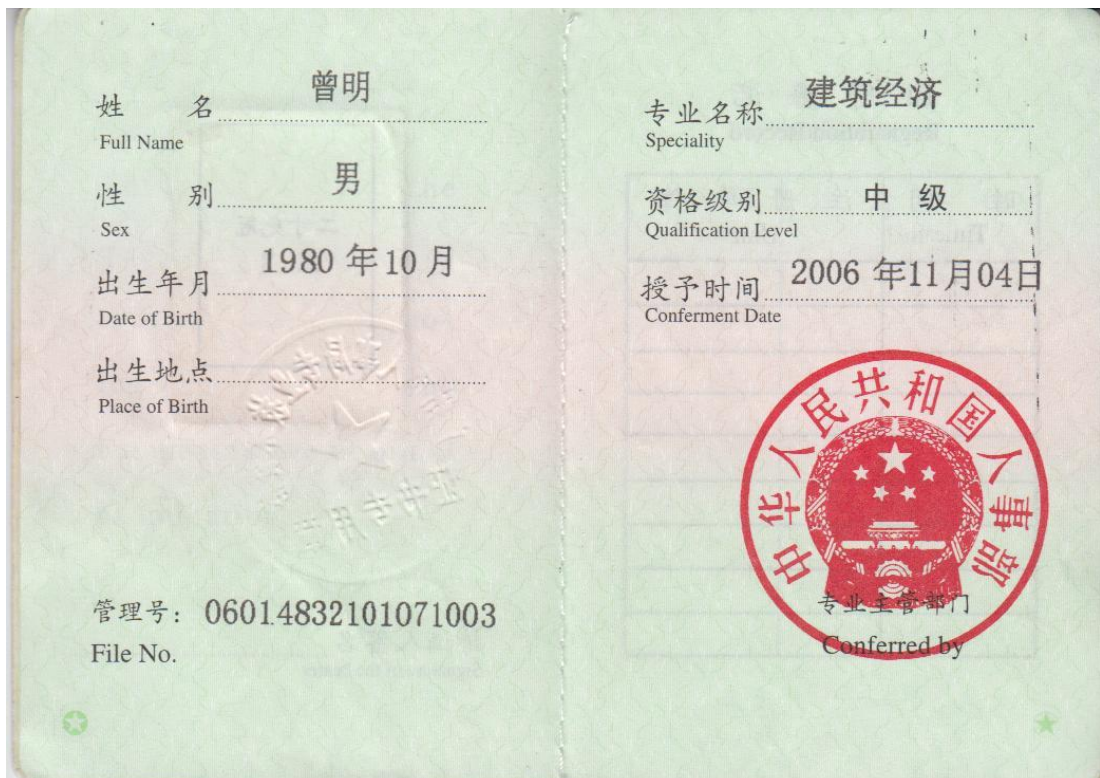 姓 名 曾明
Full Name
性 别 男
Sex
出生年月 1980 年10 月
Date of Birth
出生地点
Place of Birth
管理号: 06014832101071003
File No.
专业名称 建筑经济
Speciality
资格级别 中 级
Qualification Level
授予时间 2006 年11月04日
Conferment Date
中华人民共和国人事部
专业主管部门
Conferred by